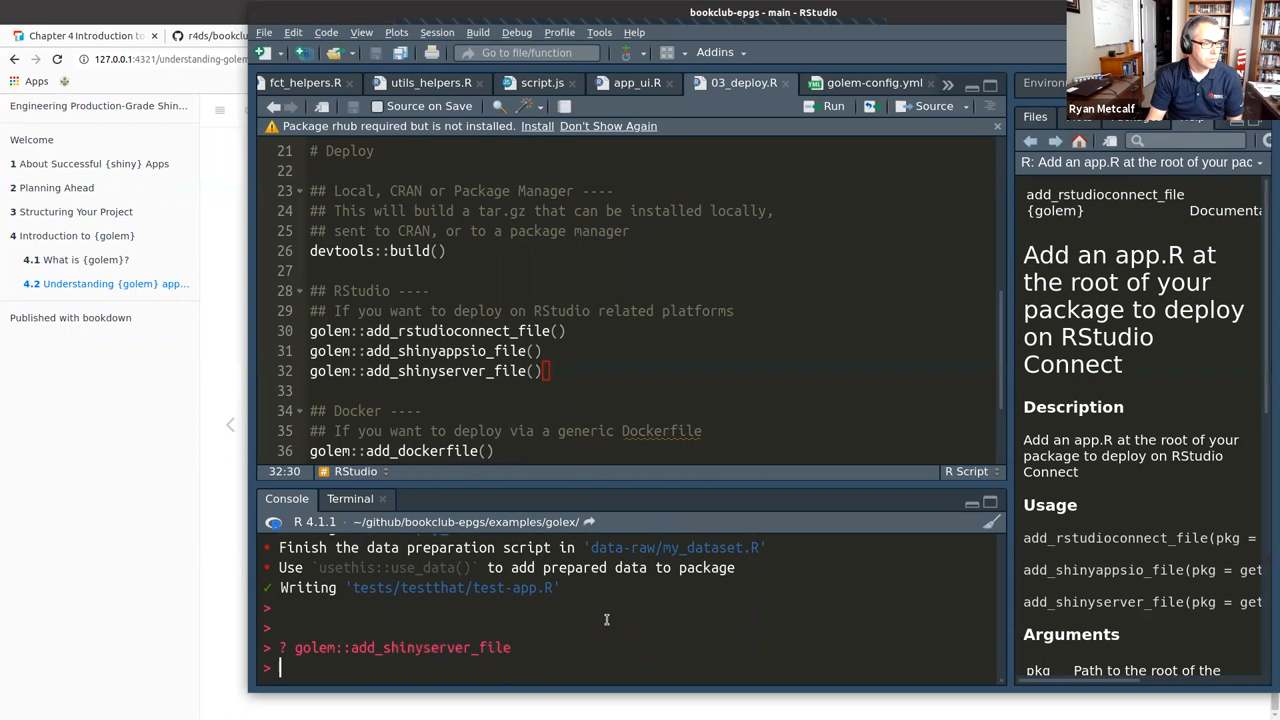 bookclub-epgs - main - RStudio
Chapter 4 Introduction to
r4ds/bookclu
127.0.0.1:4321/understanding-golem
Apps
Engineering Production-Grade Shin...
Welcome
1 About Successful {shiny} Apps
2 Planning Ahead
3 Structuring Your Project
4 Introduction to {golem}
4.1 What is {golem}?
4.2 Understanding {golem} app...
Published with bookdown
File Edit Code View Plots Session Build Debug Profile Tools Help
Go to file/function
Addins
fct_helpers.R
utils_helpers.R
script.js
app_ui.R
03_deploy.R
golem-config.yml
Source on Save
Run
Source
Package rhub required but is not installed. Install Don't Show Again
21 # Deploy
22
23 ## Local, CRAN or Package Manager ----
24 ## This will build a tar.gz that can be installed locally,
25 ## sent to CRAN, or to a package manager
26 devtools::build()
27
28 ## RStudio ----
29 ## If you want to deploy on RStudio related platforms
30 golem::add_rstudioconnect_file()
31 golem::add_shinyappsio_file()
32 golem::add_shinyserver_file()
33
34 ## Docker ----
35 ## If you want to deploy via a generic Dockerfile
36 golem::add_dockerfile()
32:30
# RStudio
R Script
Console
Terminal
R 4.1.1 · ~/github/bookclub-epgs/examples/golex/
• Finish the data preparation script in 'data-raw/my_dataset.R'
• Use `usethis::use_data()` to add prepared data to package
✓ Writing 'tests/testthat/test-app.R'
>
>
> ? golem::add_shinyserver_file
>
Ryan Metcalf
Environ
Files
R: Add an app.R at the root of your pac
add_rstudioconnect_file
{golem}
Documenta
Add an app.R at
the root of your
package to deploy
on RStudio
Connect
Description
Add an app.R at the root of your
package to deploy on RStudio
Connect
Usage
add_rstudioconnect_file(pkg =
add_shinyappsio_file(pkg = get
add_shinyserver_file(pkg = get
Arguments
pkg Path to the root of the